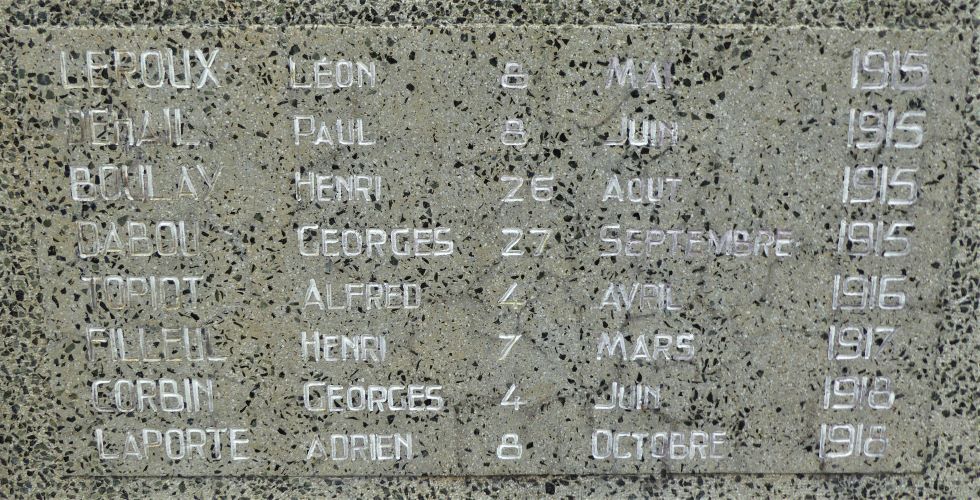 LEROUX LÉON 8 MAI 1915
PAUL 8 JUIN 1915
BOULAY HENRI 26 AOUT 1915
DABOU GEORGES 27 SEPTEMBRE 1915
TOPIOT ALFRED 4 AVRIL 1916
FILLEUL HENRI 7 MARS 1917
CORBIN GEORGES 4 JUIN 1918
LAPORTE ADRIEN 8 OCTOBRE 1918